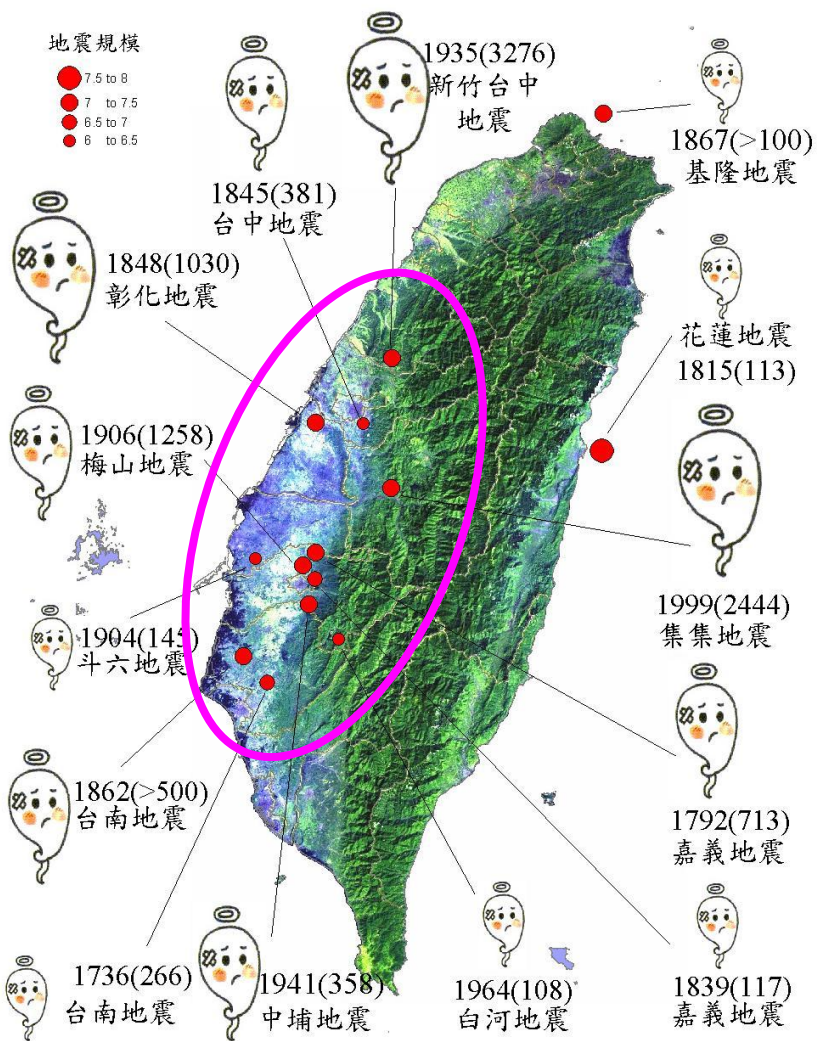 地震規模
7.5 to 8
7 to 7.5
6.5 to 7
6 to 6.5
1935(3276)
新竹台中
地震
1867(>100)
基隆地震
1845(381)
台中地震
1848(1030)
彰化地震
花蓮地震
1815(113)
1906(1258)
梅山地震
1999(2444)
集集地震
1904(145)
斗六地震
1862(>500)
台南地震
1792(713)
嘉義地震
1736(266)
台南地震
1941(358)
中埔地震
1964(108)
白河地震
1839(117)
嘉義地震